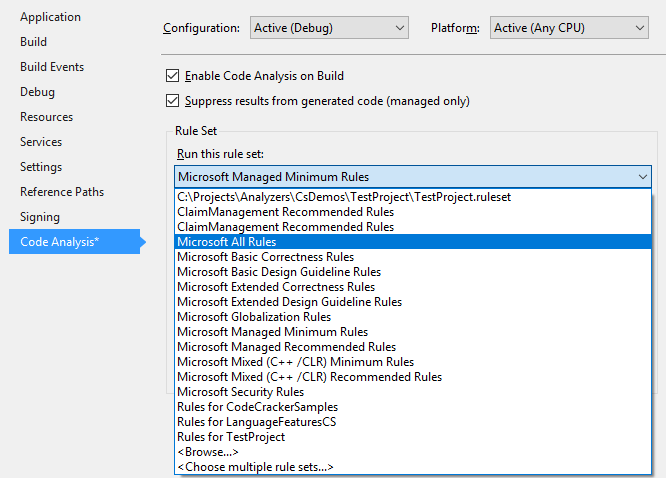 Application
Build
Build Events
Debug
Resources
Services
Settings
Reference Paths
Signing
Code Analysis*
Configuration: Active (Debug) Platform: Active (Any CPU)
Enable Code Analysis on Build
Suppress results from generated code (managed only)
Rule Set
Run this rule set:
Microsoft Managed Minimum Rules
C:\Projects\Analyzers\CsDemos\TestProject\TestProject.ruleset
ClaimManagement Recommended Rules
ClaimManagement Recommended Rules
Microsoft All Rules
Microsoft Basic Correctness Rules
Microsoft Basic Design Guideline Rules
Microsoft Extended Correctness Rules
Microsoft Extended Design Guideline Rules
Microsoft Globalization Rules
Microsoft Managed Minimum Rules
Microsoft Managed Recommended Rules
Microsoft Mixed (C++ /CLR) Minimum Rules
Microsoft Mixed (C++ /CLR) Recommended Rules
Microsoft Security Rules
Rules for CodeCrackerSamples
Rules for LanguageFeaturesCS
Rules for TestProject
<Browse...>
<Choose multiple rule sets...>